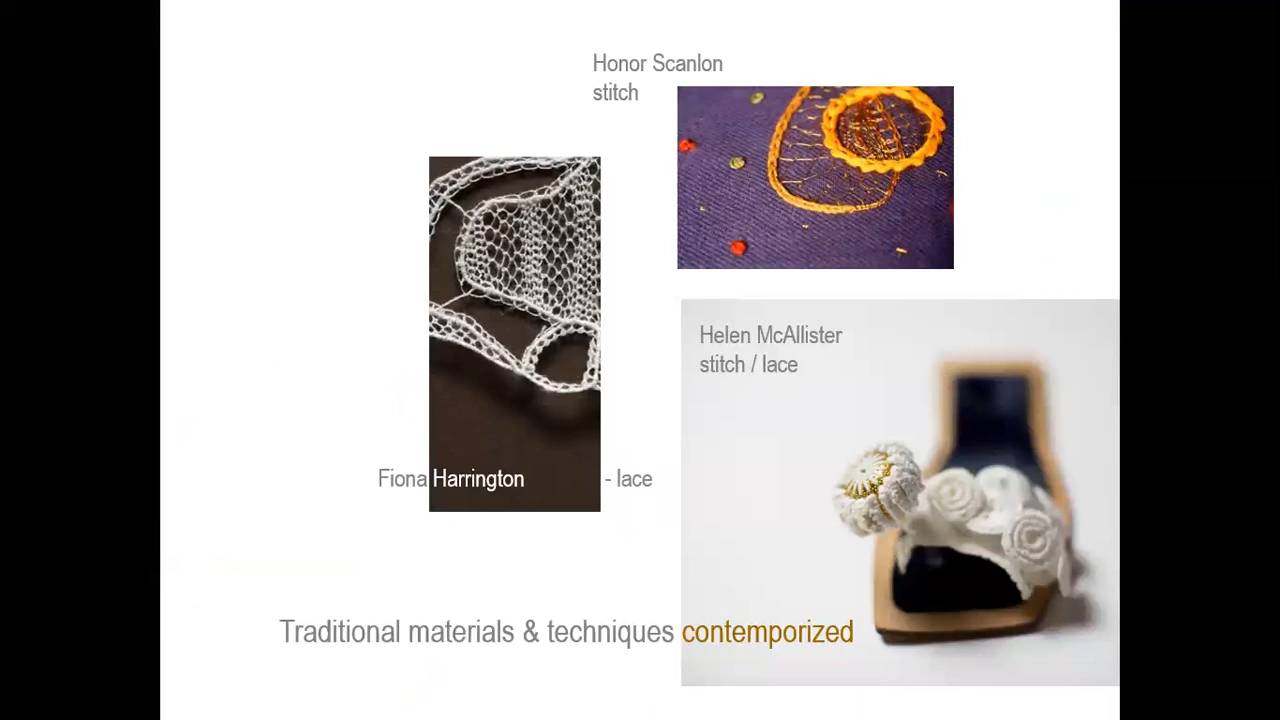 Honor Scanlon
stitch
Helen McAllister
stitch / lace
Fiona Harrington - lace
Traditional materials & techniques contemporized